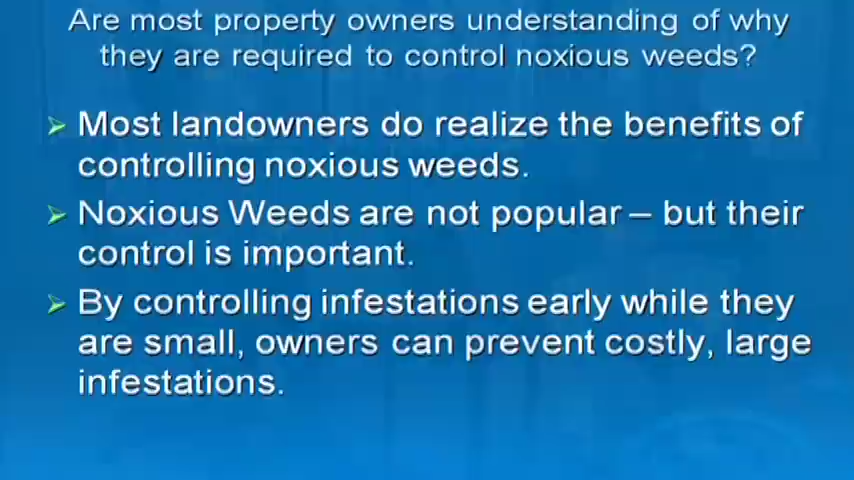 Are most property owners understanding of why
they are required to control noxious weeds?
Most landowners do realize the benefits of
controlling noxious weeds.
Noxious Weeds are not popular – but their
control is important.
By controlling infestations early while they
are small, owners can prevent costly, large
infestations.